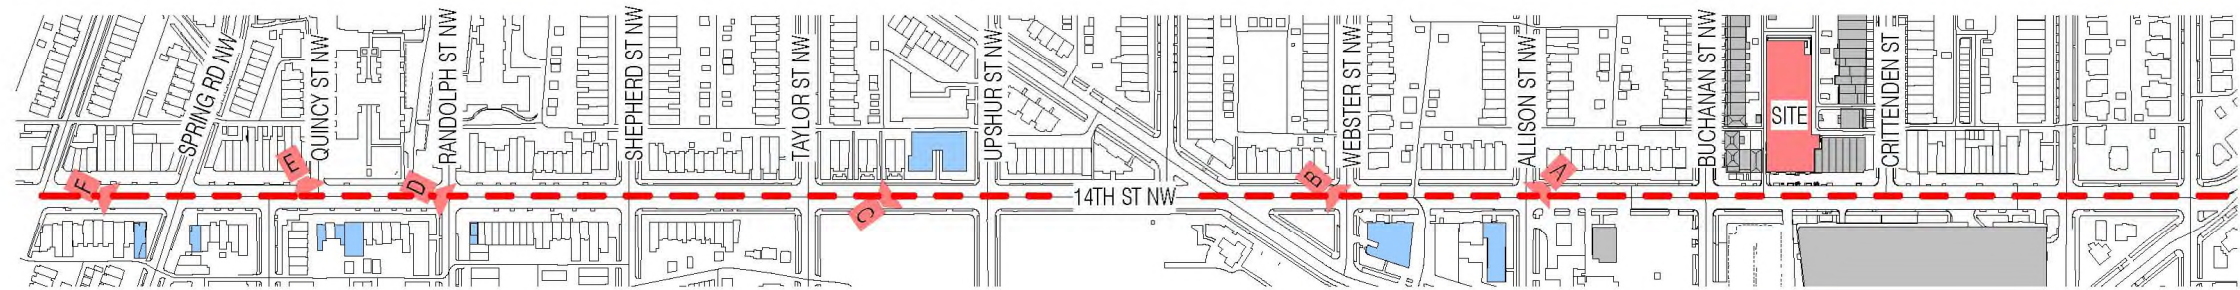 SPRING RD NW
QUINCY ST NW
RANDOLPH ST NW
SHEPHERD ST NW
TAYLOR ST NW
UPSHUR ST NW
WEBSTER ST NW
ALLISON ST NW
BUCHANAN ST NW
SITE
CRITTENDEN ST
F
E
D
C
14TH ST NW
B
A